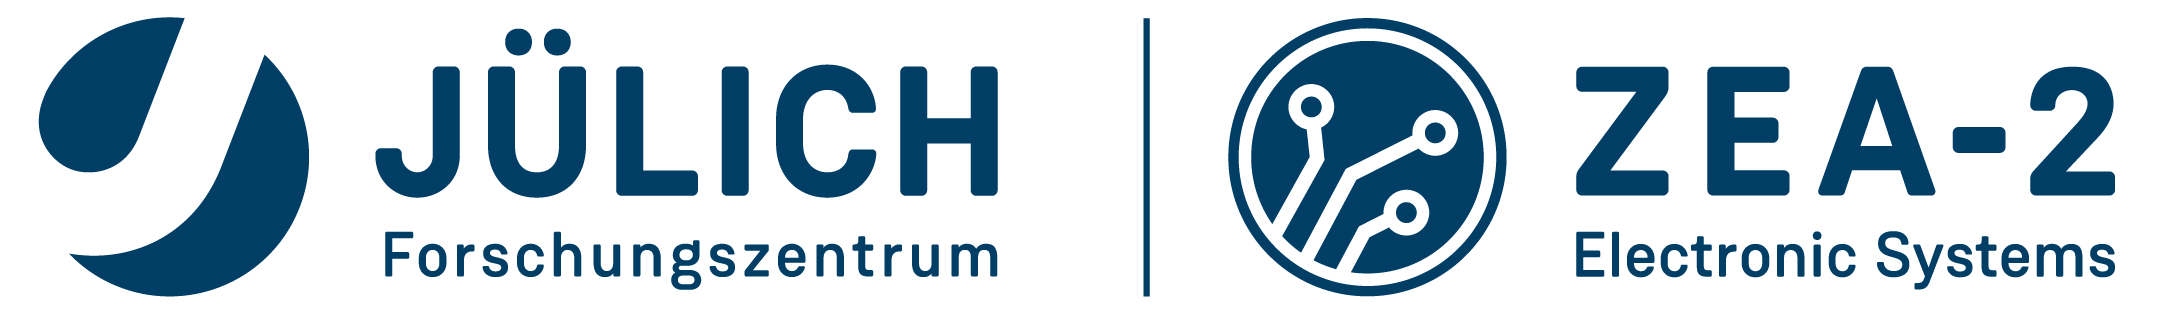 JÜLICH
Forschungszentrum
ZEA-2
Electronic Systems